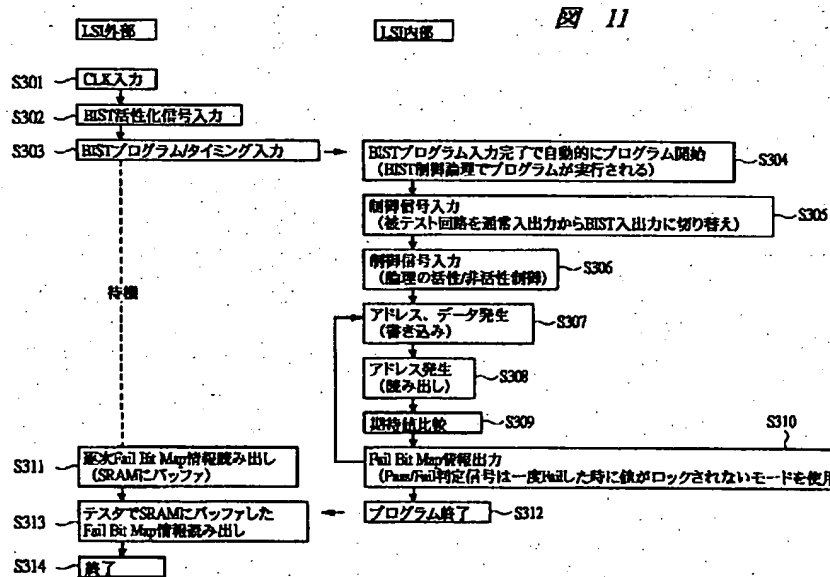 図 11
LSI外部
LSI内部
S301
CLK入力
S302
BIST活性化信号入力
S303
BISTプログラム/タイミング入力
BISTプログラム入力完了で自動的にプログラム開始
(BIST制御論理でプログラムが実行される)
S304
制御信号入力
(被テスト回路を通常入出力からBIST入出力に切り替え)
S305
制御信号入力
(論理の活性/非活性制御)
S306
待機
アドレス、データ発生
(書き込み)
S307
アドレス発生
(読み出し)
S308
期待値比較
S309
S310
S311
逐次Fail Bit Map情報読み出し
(SRAMにバッファ)
Fail Bit Map情報出力
(Pass/Fail判定信号は一度Failした時に値がロックされないモードを使用
S313
テスタでSRAMにバッファした
Fail Bit Map情報読み出し
プログラム終了
S312
S314
終了